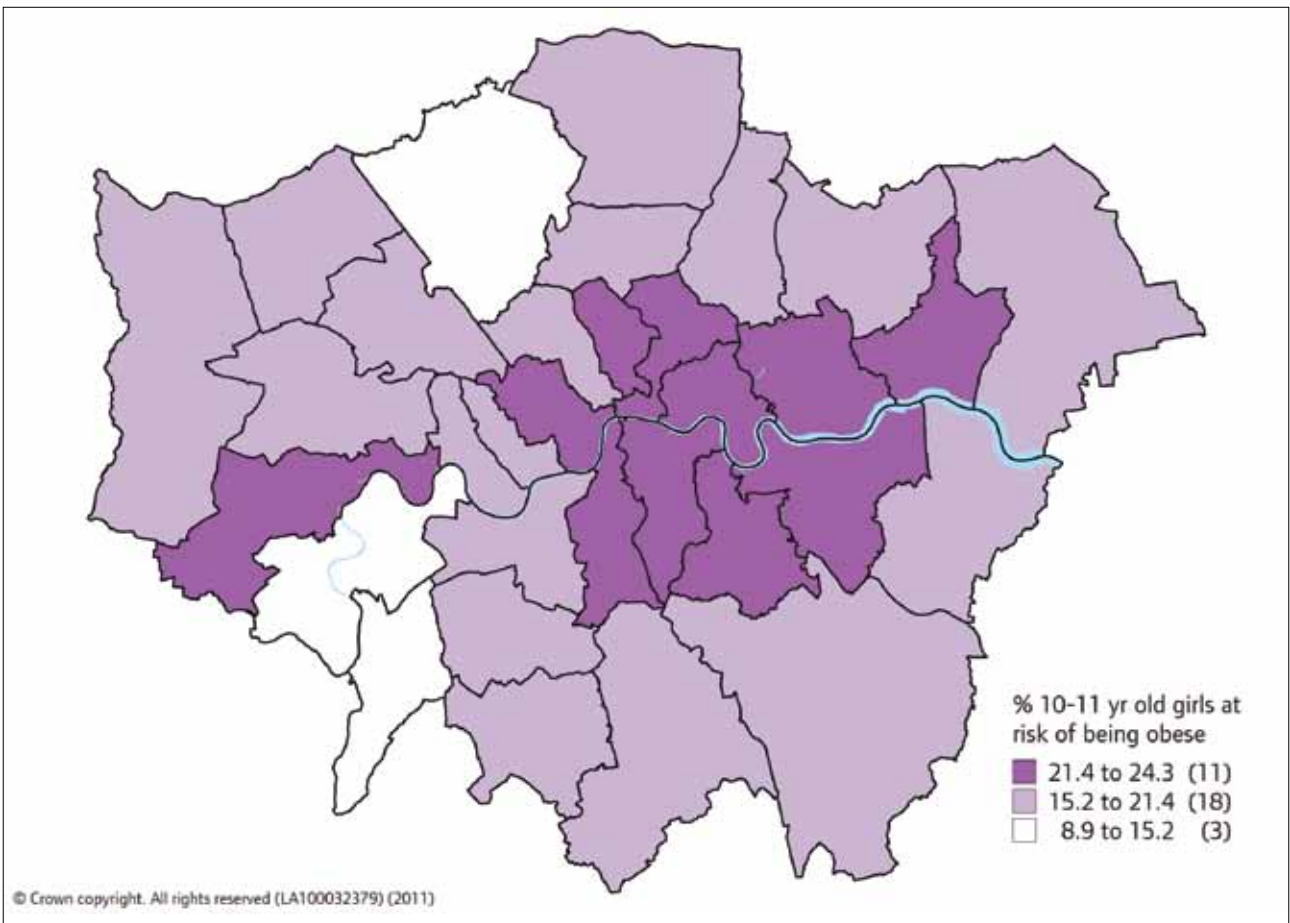 % 10-11 yr old girls at
risk of being obese
21.4 to 24.3 (11)
15.2 to 21.4 (18)
8.9 to 15.2 (3)
© Crown copyright. All rights reserved (LA100032379) (2011)